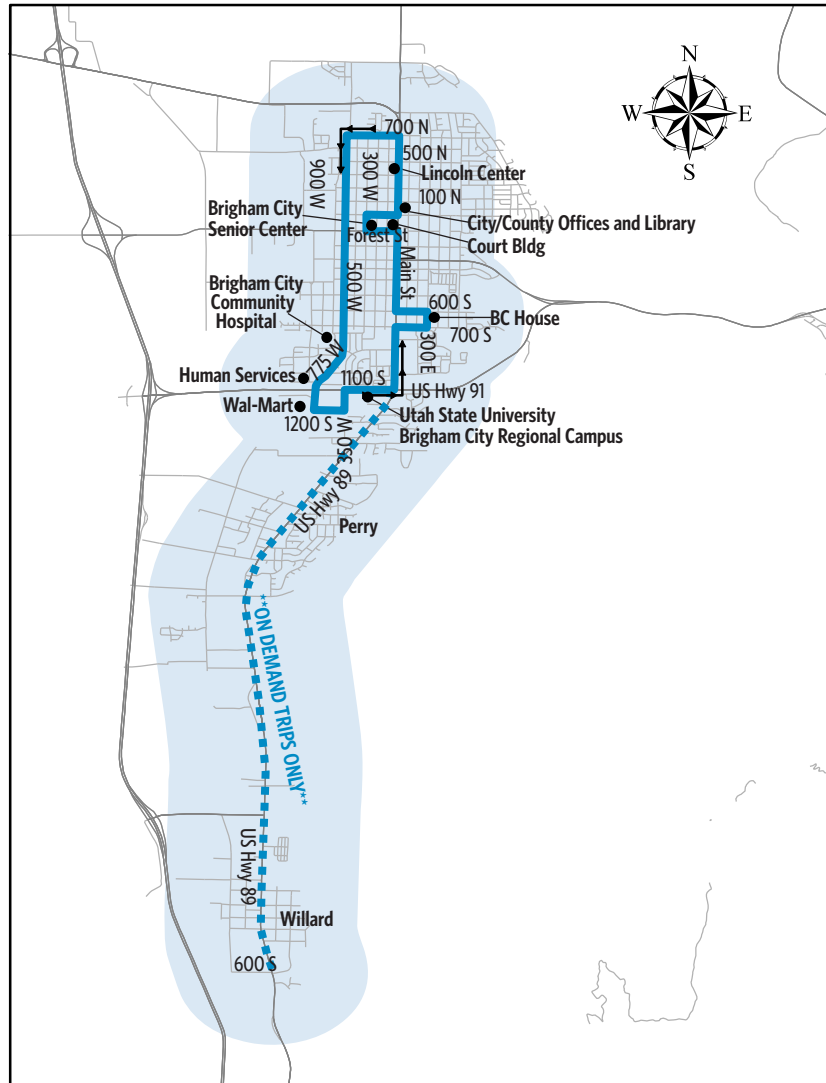 N
W
E
S
700 N
500 N
Lincoln Center
900 W
300 W
100 N
Brigham City
Senior Center
City/County Offices and Library
Forest St
Court Bldg
Main St
Brigham City
Community
Hospital
500 W
600 S
BC House
700 S
300 E
775 W
Human Services
1100 S
US Hwy 91
Wal-Mart
1200 S
Utah State University
Brigham City Regional Campus
350 W
US Hwy 89
Perry
**ON DEMAND TRIPS ONLY**
US Hwy 89
Willard
600 S